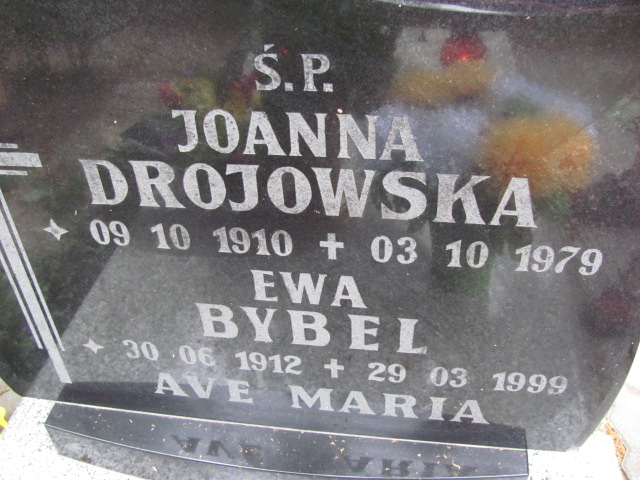 Ś.P.
JOANNA
DROJOWSKA
09 10 1910 + 03 10 1979
EWA
BYBEL
30 06 1912 + 29 03 1999
AVE MARIA